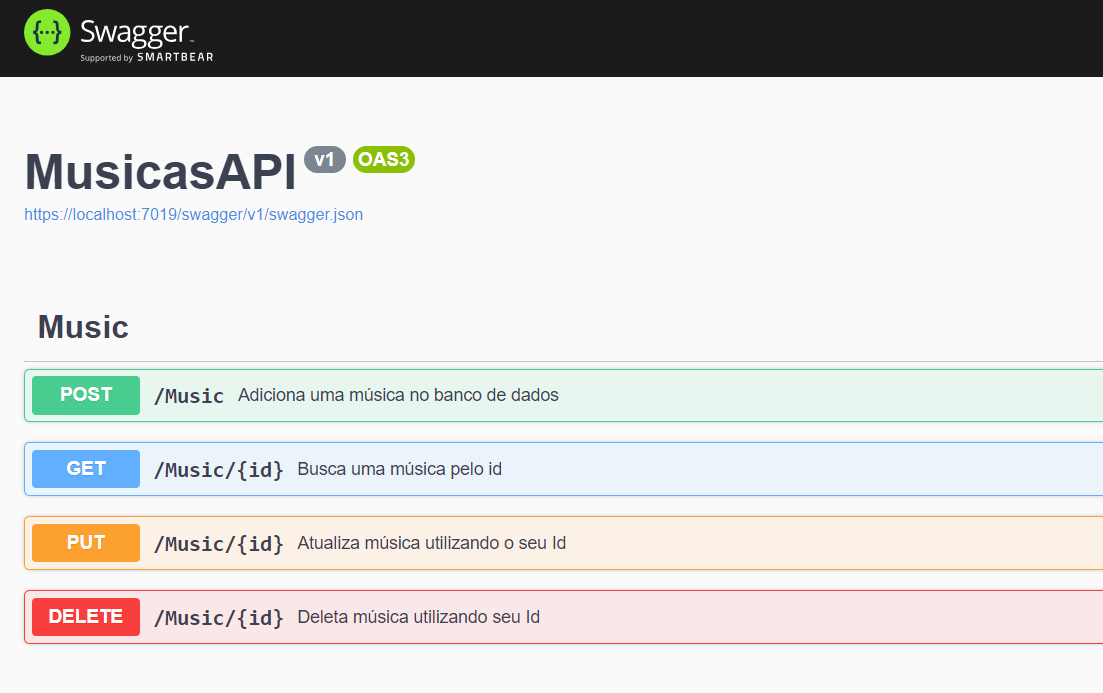 {···} Swagger™
Supported by SMARTBEAR
MusicasAPI v1 OAS3
https://localhost:7019/swagger/v1/swagger.json
Music
POST /Music Adiciona uma música no banco de dados
GET /Music/{id} Busca uma música pelo id
PUT /Music/{id} Atualiza música utilizando o seu Id
DELETE /Music/{id} Deleta música utilizando seu Id